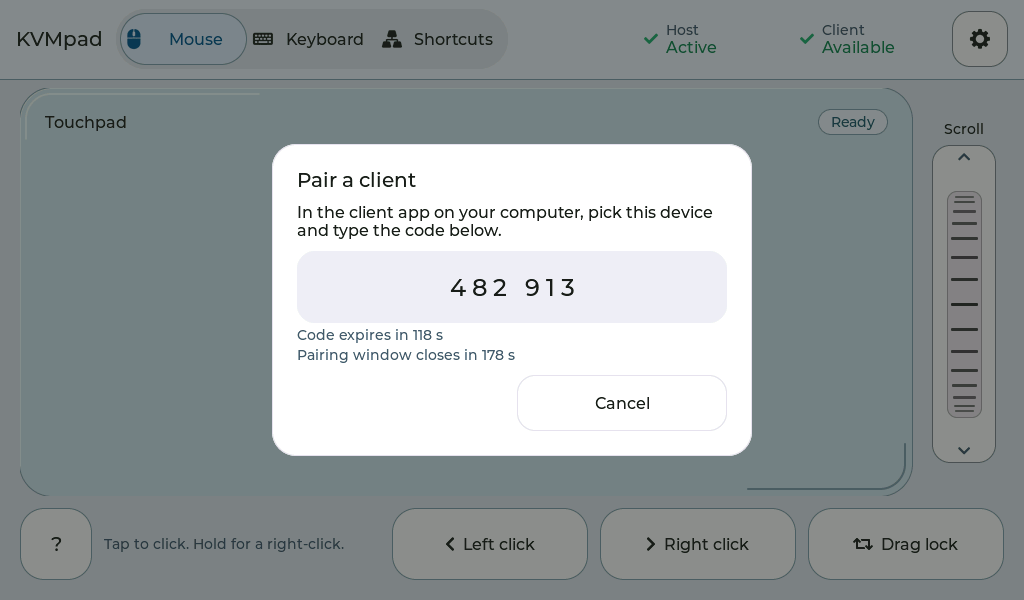 KVMpad
Mouse
Keyboard
Shortcuts
Host
Active
Client
Available
Touchpad
Ready
Scroll
Pair a client
In the client app on your computer, pick this device
and type the code below.
482 913
Code expires in 118 s
Pairing window closes in 178 s
Cancel
?
Tap to click. Hold for a right-click.
Left click
Right click
Drag lock